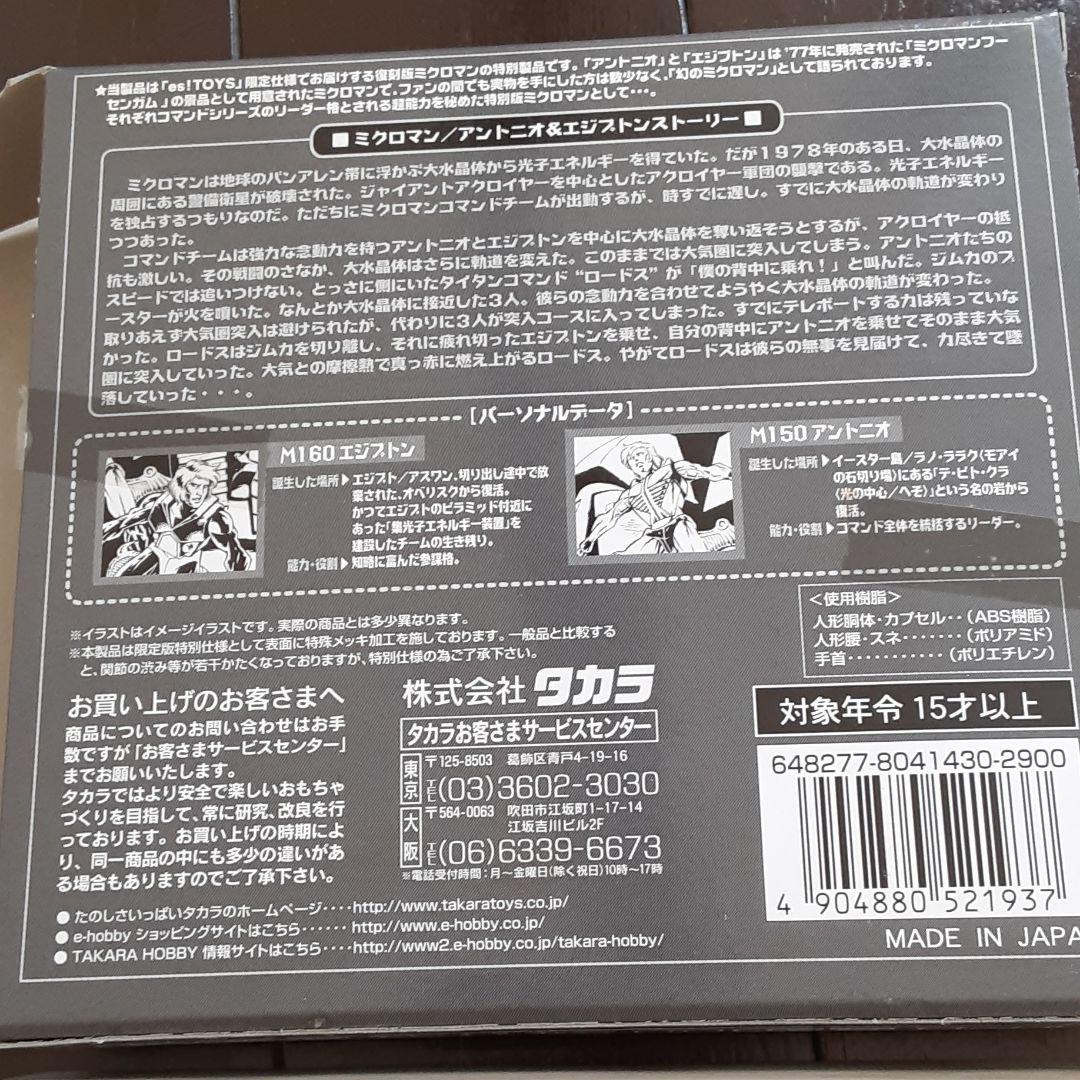 ★当製品は「es!TOYS」限定仕様でお届けする復刻版ミクロマンの特別製品です。「アントニオ」と「エジプトン」は'77年に発売された「ミクロマンフー
センガム」の景品として用意されたミクロマンで、ファンの間でも実物を手にした方は数少なく、「幻のミクロマン」として語られております。
それぞれコマンドシリーズのリーダー格とされる超能力を秘めた特別版ミクロマンとして・・・。
■ミクロマン/アントニオ&エジプトンストーリー■
ミクロマンは地球のバンアレン帯に浮かぶ大水晶体から光子エネルギーを得ていた。だが1978年のある日、大水晶体の
周囲にある警備衛星が破壊された。ジャイアントアクロイヤーを中心としたアクロイヤー軍団の襲撃である。光子エネルギー
を独占するつもりなのだ。ただちにミクロマンコマンドチームが出動するが、時すでに遅し。すでに大水晶体の軌道が変わり
つつあった。
コマンドチームは強力な念動力を持つアントニオとエジプトンを中心に大水晶体を奪い返そうとするが、アクロイヤーの抵
抗も激しい。その戦闘のさなか、大水晶体はさらに軌道を変えた。このままでは大気圏に突入してしまう。アントニオたちの
スピードでは追いつけない。とっさに側にいたタイタンコマンド“ロードス”が「僕の背中に乗れ!」と叫んだ。ジムカのブ
ースターが火を噴いた。なんとか大水晶体に接近した3人。彼らの念動力を合わせてようやく大水晶体の軌道が変わった。
取りあえず大気圏突入は避けられたが、代わりに3人が突入コースに入ってしまった。すでにテレポートする力は残っていな
かった。ロードスはジムカを切り離し、それに疲れ切ったエジプトンを乗せ、自分の背中にアントニオを乗せてそのまま大気
圏に突入していった。大気との摩擦熱で真っ赤に燃え上がるロードス。やがてロードスは彼らの無事を見届けて、力尽きて墜
落していった・・・。
[パーソナルデータ]
M160 エジプトン
誕生した場所▶エジプト/アスワン、切り出し途中で放
棄された、オベリスクから復活。
かつてエジプトのピラミッド付近に
あった「集光子エネルギー装置」を
建設したチームの生き残り。
能力・役割▶知略に富んだ参謀格。
M150 アントニオ
誕生した場所▶イースター島/ラノ・ララク(モアイ
の石切り場)にある「テ・ピト・クラ
(光の中心/へそ)」という名の岩から
復活。
能力・役割▶コマンド全体を統括するリーダー。
※イラストはイメージイラストです。実際の商品とは多少異なります。
※本製品は限定版特別仕様として表面に特殊メッキ加工を施しております。一般品と比較する
と、関節の渋み等が若干かたくなっておりますが、特別仕様の為ご了承下さい。
<使用樹脂>
人形胴体・カプセル・・(ABS樹脂)
人形腰・スネ・・・・・・・(ポリアミド)
手首・・・・・・・・・・・(ポリエチレン)
お買い上げのお客さまへ
商品についてのお問い合わせはお手
数ですが「お客さまサービスセンター」
までお願いいたします。
タカラではより安全で楽しいおもちゃ
づくりを目指して、常に研究、改良を行
っております。お買い上げの時期によ
り、同一商品の中にも多少の違いがあ
る場合もありますのでご了承下さい。
株式会社 タカラ
タカラお客さまサービスセンター
東京 〒125-8503 葛飾区青戸4-19-16
TEL(03)3602-3030
大阪 〒564-0063 吹田市江坂町1-17-14
江坂吉川ビル2F
TEL(06)6339-6673
※電話受付時間:月〜金曜日(除く祝日)10時〜17時
対象年令 15才以上
648277-8041430-2900
4 904880 521937
MADE IN JAPA
●たのしさいっぱいタカラのホームページ・・・・http://www.takaratoys.co.jp/
●e-hobby ショッピングサイトはこちら・・・・・・http://www.e-hobby.co.jp/
●TAKARA HOBBY 情報サイトはこちら・・・・・http://www2.e-hobby.co.jp/takara-hobby/